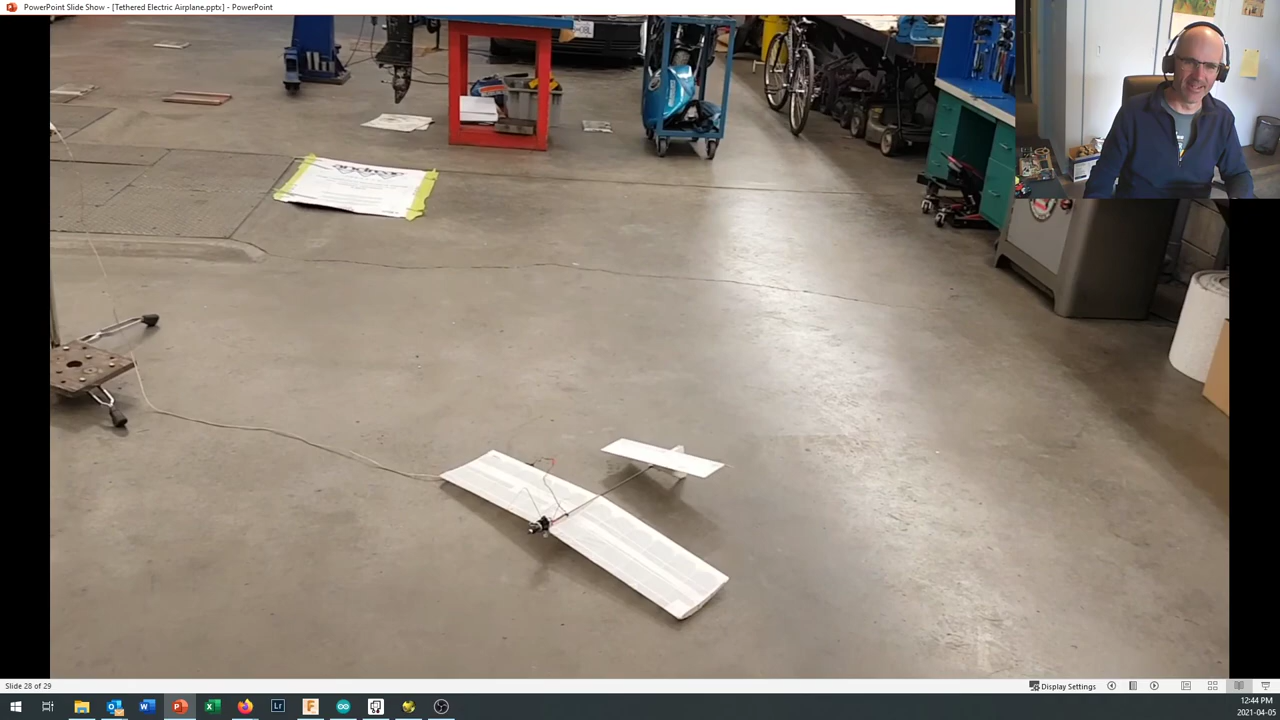 PowerPoint Slide Show - [Tethered Electric Airplane.pptx] - PowerPoint
andrew
Slide 28 of 29
Display Settings
12:44 PM
2021-04-05